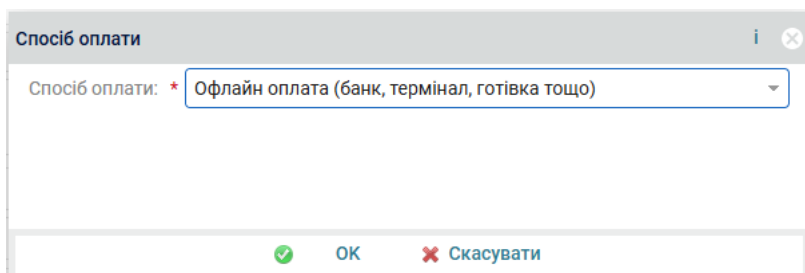 Спосіб оплати i
Спосіб оплати: * Офлайн оплата (банк, термінал, готівка тощо)
OK Скасувати